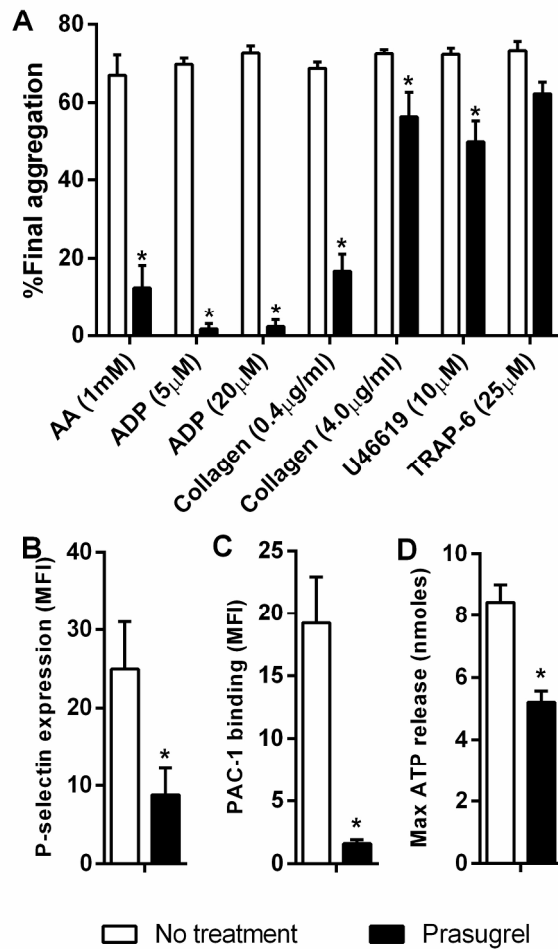 A
%Final aggregation
80
60
40
20
0
* * * * * *
AA (1mM)
ADP (5μM)
ADP (20μM)
Collagen (0.4μg/ml)
Collagen (4.0μg/ml)
U46619 (10μM)
TRAP-6 (25μM)
B
P-selectin expression (MFI)
40
30
20
10
0
*
C
PAC-1 binding (MFI)
25
20
15
10
5
0
*
D
Max ATP release (nmoles)
10
8
6
4
2
0
*
No treatment Prasugrel